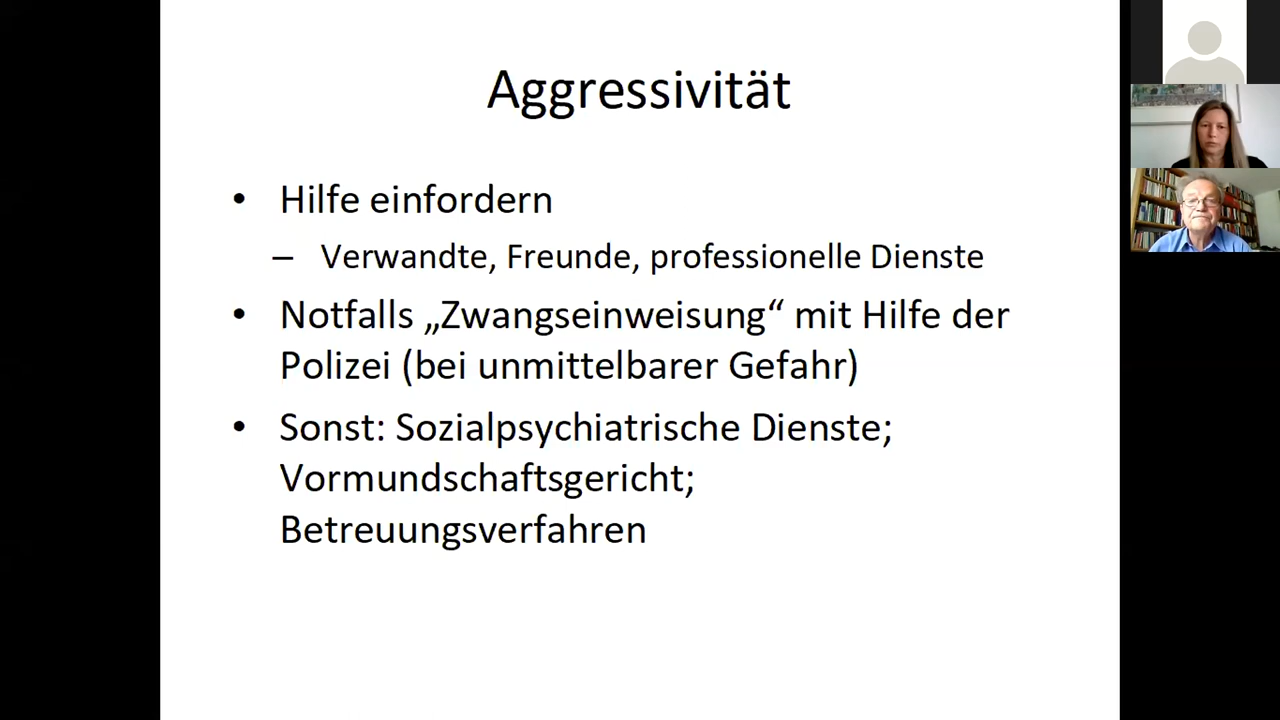 Aggressivität
• Hilfe einfordern
– Verwandte, Freunde, professionelle Dienste
• Notfalls „Zwangseinweisung“ mit Hilfe der
Polizei (bei unmittelbarer Gefahr)
• Sonst: Sozialpsychiatrische Dienste;
Vormundschaftsgericht;
Betreuungsverfahren